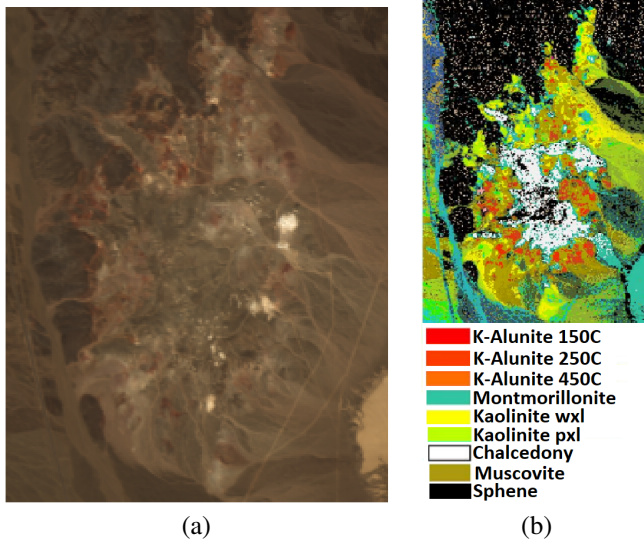 K-Alunite 150C
K-Alunite 250C
K-Alunite 450C
Montmorillonite
Kaolinite wxl
Kaolinite pxl
Chalcedony
Muscovite
Sphene
(a)
(b)